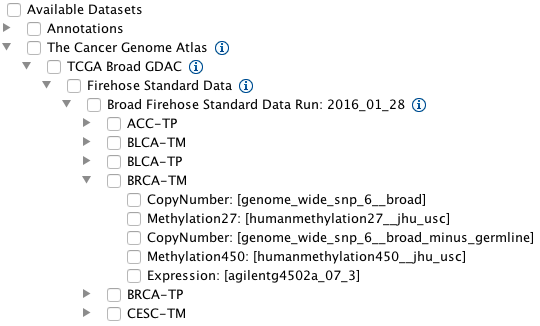 Available Datasets
Annotations
The Cancer Genome Atlas
TCGA Broad GDAC
Firehose Standard Data
Broad Firehose Standard Data Run: 2016_01_28
ACC-TP
BLCA-TM
BLCA-TP
BRCA-TM
CopyNumber: [genome_wide_snp_6__broad]
Methylation27: [humanmethylation27__jhu_usc]
CopyNumber: [genome_wide_snp_6__broad_minus_germline]
Methylation450: [humanmethylation450__jhu_usc]
Expression: [agilentg4502a_07_3]
BRCA-TP
CESC-TM